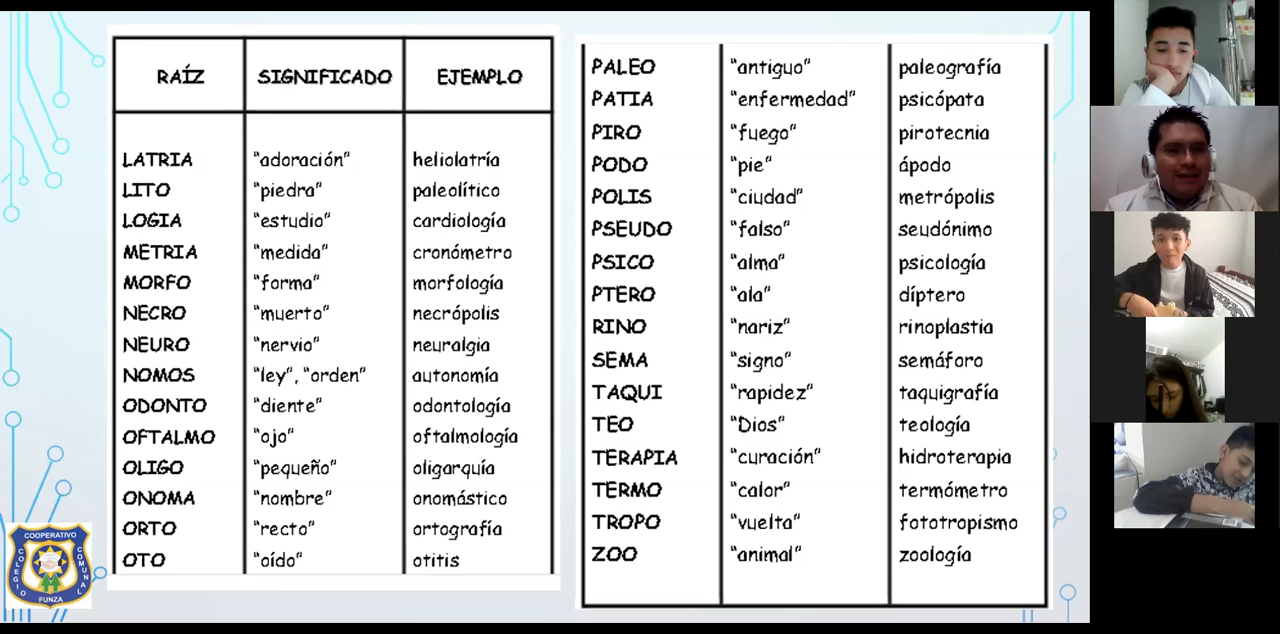 RAÍZ SIGNIFICADO EJEMPLO
LATRIA "adoración" heliolatría
LITO "piedra" paleolítico
LOGIA "estudio" cardiología
METRIA "medida" cronómetro
MORFO "forma" morfología
NECRO "muerto" necrópolis
NEURO "nervio" neuralgia
NOMOS "ley", "orden" autonomía
ODONTO "diente" odontología
OFTALMO "ojo" oftalmología
OLIGO "pequeño" oligarquía
ONOMA "nombre" onomástico
ORTO "recto" ortografía
OTO "oído" otitis
PALEO "antiguo" paleografía
PATIA "enfermedad" psicópata
PIRO "fuego" pirotecnia
PODO "pie" ápodo
POLIS "ciudad" metrópolis
PSEUDO "falso" seudónimo
PSICO "alma" psicología
PTERO "ala" díptero
RINO "nariz" rinoplastia
SEMA "signo" semáforo
TAQUI "rapidez" taquigrafía
TEO "Dios" teología
TERAPIA "curación" hidroterapia
TERMO "calor" termómetro
TROPO "vuelta" fototropismo
ZOO "animal" zoología
COOPERATIVO
COLEGIO
COMUNAL
FUNZA